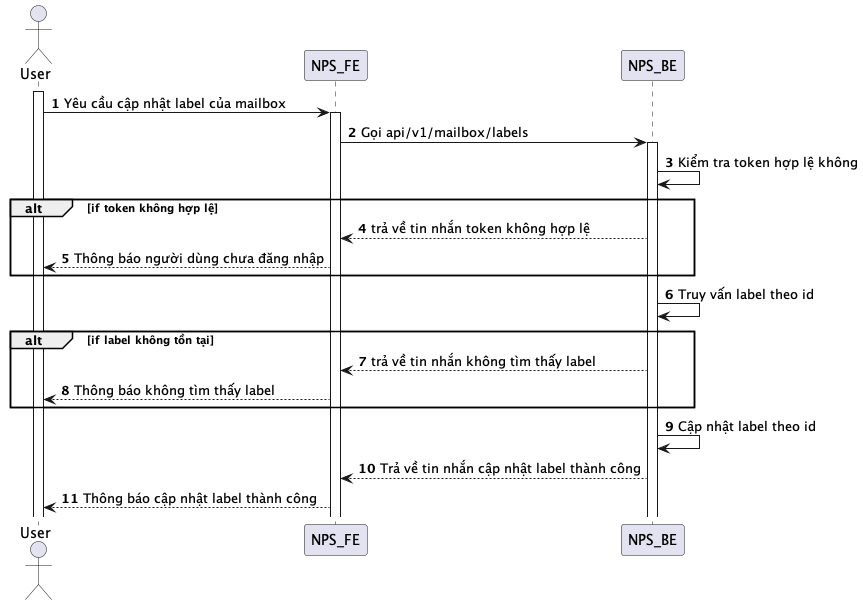 User
NPS_FE
NPS_BE
1 Yêu cầu cập nhật label của mailbox
2 Gọi api/v1/mailbox/labels
3 Kiểm tra token hợp lệ không
alt [if token không hợp lệ]
4 trả về tin nhắn token không hợp lệ
5 Thông báo người dùng chưa đăng nhập
6 Truy vấn label theo id
alt [if label không tồn tại]
7 trả về tin nhắn không tìm thấy label
8 Thông báo không tìm thấy label
9 Cập nhật label theo id
10 Trả về tin nhắn cập nhật label thành công
11 Thông báo cập nhật label thành công
User
NPS_FE
NPS_BE